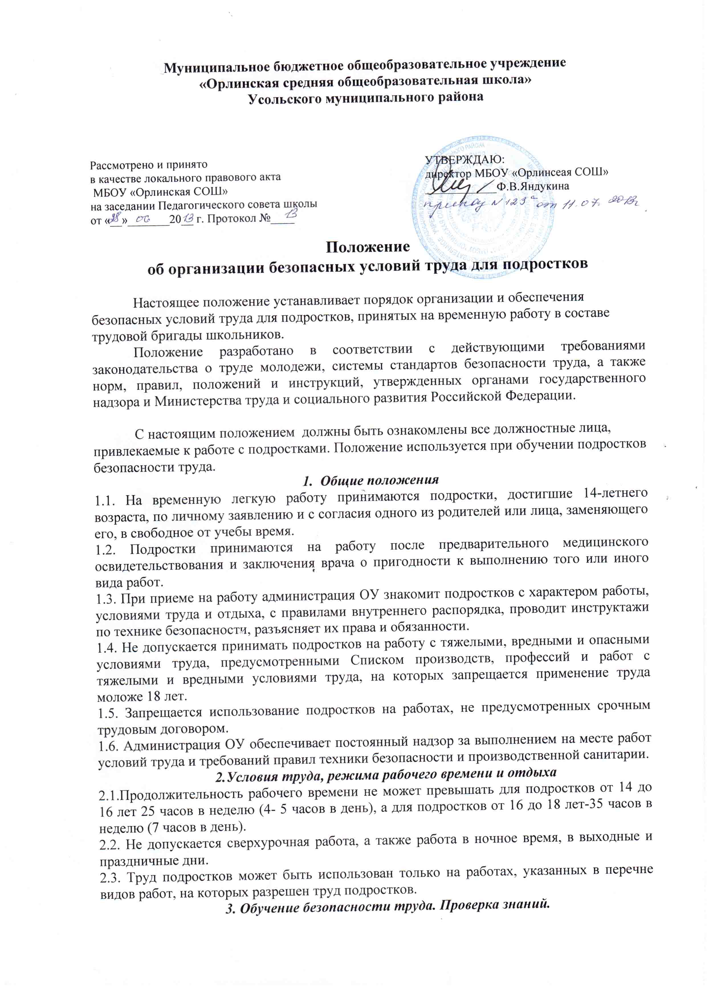 Муниципальное бюджетное общеобразовательное учреждение
«Орлинская средняя общеобразовательная школа»
Усольского муниципального района
Рассмотрено и принято
в качестве локального правового акта
МБОУ «Орлинская СОШ»
на заседании Педагогического совета школы
от «28» 06 2013 г. Протокол № 13
УТВЕРЖДАЮ:
директор МБОУ «Орлинсеая СОШ»
Ф.В.Яндукина
приказ N 123а от 11.07. 2013г
Положение
об организации безопасных условий труда для подростков
Настоящее положение устанавливает порядок организации и обеспечения
безопасных условий труда для подростков, принятых на временную работу в составе
трудовой бригады школьников.
Положение разработано в соответствии с действующими требованиями
законодательства о труде молодежи, системы стандартов безопасности труда, а также
норм, правил, положений и инструкций, утвержденных органами государственного
надзора и Министерства труда и социального развития Российской Федерации.
С настоящим положением должны быть ознакомлены все должностные лица,
привлекаемые к работе с подростками. Положение используется при обучении подростков
безопасности труда.
1. Общие положения
1.1. На временную легкую работу принимаются подростки, достигшие 14-летнего
возраста, по личному заявлению и с согласия одного из родителей или лица, заменяющего
его, в свободное от учебы время.
1.2. Подростки принимаются на работу после предварительного медицинского
освидетельствования и заключения врача о пригодности к выполнению того или иного
вида работ.
1.3. При приеме на работу администрация ОУ знакомит подростков с характером работы,
условиями труда и отдыха, с правилами внутреннего распорядка, проводит инструктажи
по технике безопасности, разъясняет их права и обязанности.
1.4. Не допускается принимать подростков на работу с тяжелыми, вредными и опасными
условиями труда, предусмотренными Списком производств, профессий и работ с
тяжелыми и вредными условиями труда, на которых запрещается применение труда
моложе 18 лет.
1.5. Запрещается использование подростков на работах, не предусмотренных срочным
трудовым договором.
1.6. Администрация ОУ обеспечивает постоянный надзор за выполнением на месте работ
условий труда и требований правил техники безопасности и производственной санитарии.
2.Условия труда, режима рабочего времени и отдыха
2.1.Продолжительность рабочего времени не может превышать для подростков от 14 до
16 лет 25 часов в неделю (4- 5 часов в день), а для подростков от 16 до 18 лет-35 часов в
неделю (7 часов в день).
2.2. Не допускается сверхурочная работа, а также работа в ночное время, в выходные и
праздничные дни.
2.3. Труд подростков может быть использован только на работах, указанных в перечне
видов работ, на которых разрешен труд подростков.
3. Обучение безопасности труда. Проверка знаний.